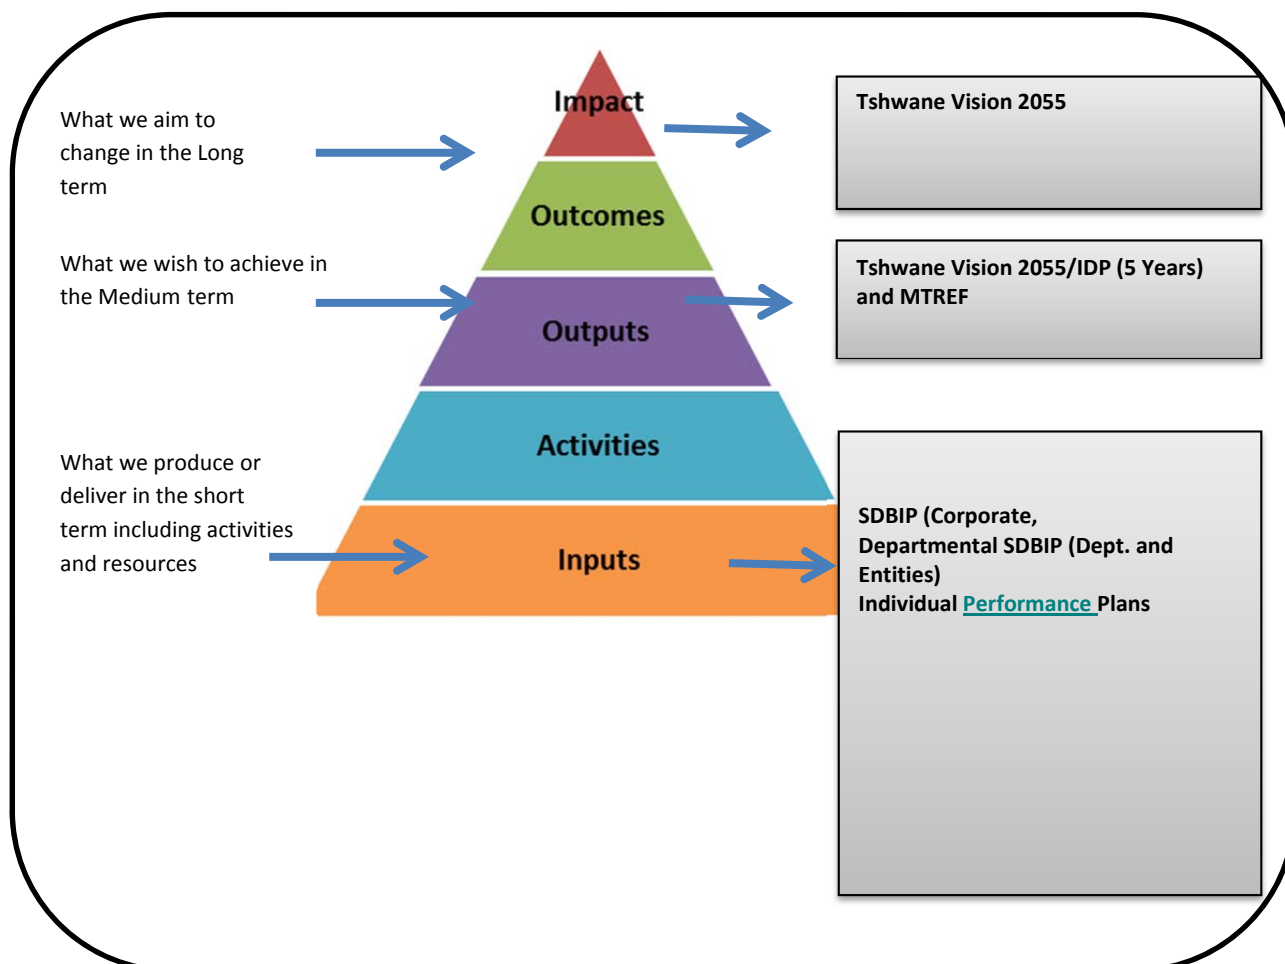 What we aim to
change in the Long
term
What we wish to achieve in
the Medium term
What we produce or
deliver in the short
term including activities
and resources
Impact
Outcomes
Outputs
Activities
Inputs
Tshwane Vision 2055
Tshwane Vision 2055/IDP (5 Years)
and MTREF
SDBIP (Corporate,
Departmental SDBIP (Dept. and
Entities)
Individual Performance Plans